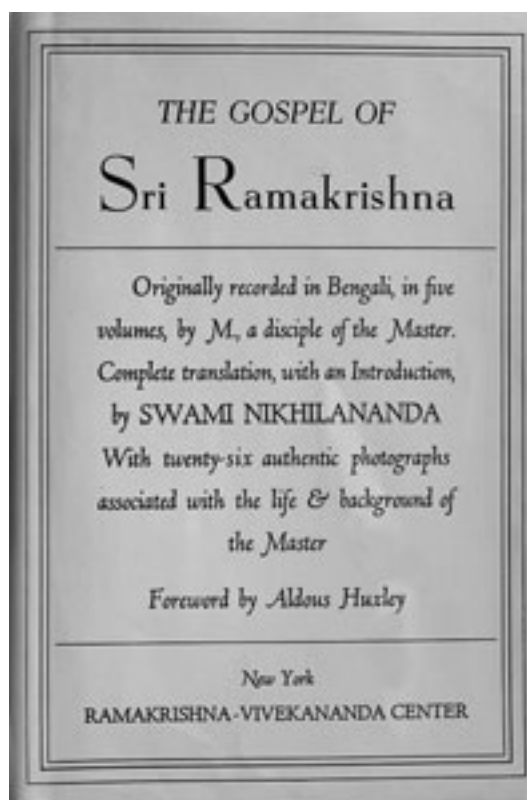 THE GOSPEL OF
Sri Ramakrishna
Originally recorded in Bengali, in five
volumes, by M., a disciple of the Master.
Complete translation, with an Introduction,
by SWAMI NIKHILANANDA
With twenty-six authentic photographs
associated with the life & background of
the Master
Foreword by Aldous Huxley
New York
RAMAKRISHNA-VIVEKANANDA CENTER